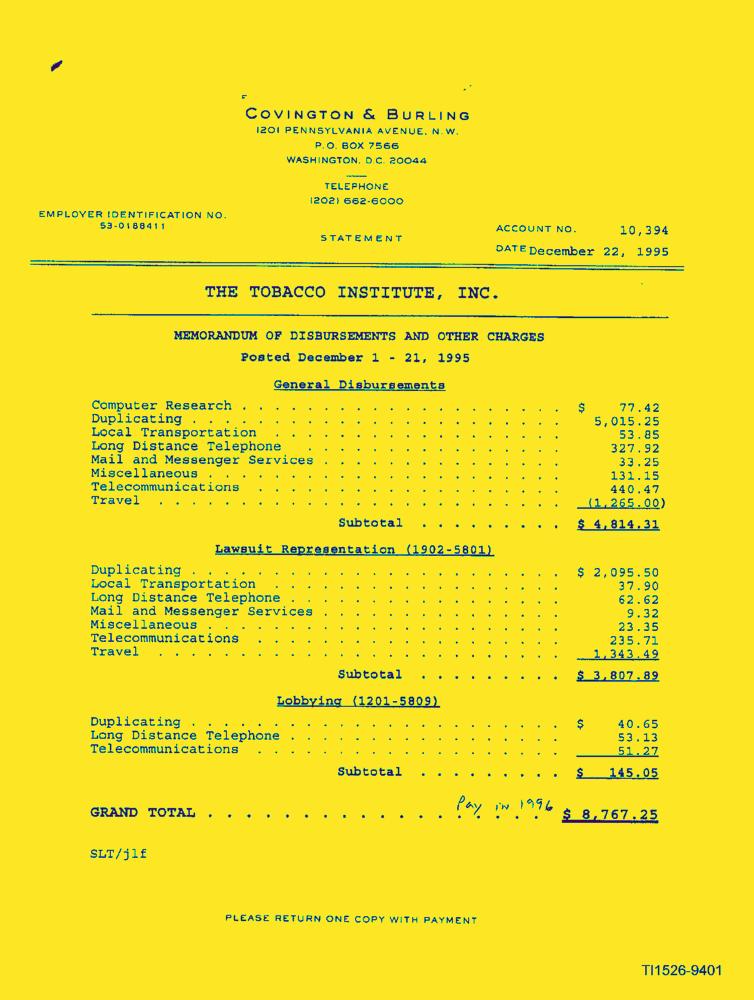 COVINGTON & BURLING
1201 PENNSYLVANIA AVENUE, N.W.
P.O. BOX 7566
WASHINGTON, D.C. 20044
TELEPHONE
(202) 662-6000
EMPLOYER IDENTIFICATION NO.
53-0188411
STATEMENT
ACCOUNT NO. 10,394
DATE December 22, 1995
THE TOBACCO INSTITUTE, INC.
MEMORANDUM OF DISBURSEMENTS AND OTHER CHARGES
Posted December 1 - 21, 1995
General Disbursements
Computer Research . . . . . . . . . . . . . . . . . . . . $ 77.42
Duplicating . . . . . . . . . . . . . . . . . . . . . . . 5,015.25
Local Transportation . . . . . . . . . . . . . . . . . . 53.85
Long Distance Telephone . . . . . . . . . . . . . . . . . 327.92
Mail and Messenger Services . . . . . . . . . . . . . . . 33.25
Miscellaneous . . . . . . . . . . . . . . . . . . . . . . 131.15
Telecommunications . . . . . . . . . . . . . . . . . . . 440.47
Travel . . . . . . . . . . . . . . . . . . . . . . . . . (1,265.00)
Subtotal . . . . . . . . . $ 4,814.31
Lawsuit Representation (1902-5801)
Duplicating . . . . . . . . . . . . . . . . . . . . . . . $ 2,095.50
Local Transportation . . . . . . . . . . . . . . . . . . 37.90
Long Distance Telephone . . . . . . . . . . . . . . . . . 62.62
Mail and Messenger Services . . . . . . . . . . . . . . . 9.32
Miscellaneous . . . . . . . . . . . . . . . . . . . . . . 23.35
Telecommunications . . . . . . . . . . . . . . . . . . . 235.71
Travel . . . . . . . . . . . . . . . . . . . . . . . . . 1,343.49
Subtotal . . . . . . . . . $ 3,807.89
Lobbying (1201-5809)
Duplicating . . . . . . . . . . . . . . . . . . . . . . . $ 40.65
Long Distance Telephone . . . . . . . . . . . . . . . . . 53.13
Telecommunications . . . . . . . . . . . . . . . . . . . 51.27
Subtotal . . . . . . . . . $ 145.05
Pay in 1996
GRAND TOTAL . . . . . . . . . . . . . . . . . $ 8,767.25
SLT/jlf
PLEASE RETURN ONE COPY WITH PAYMENT
TI1526-9401